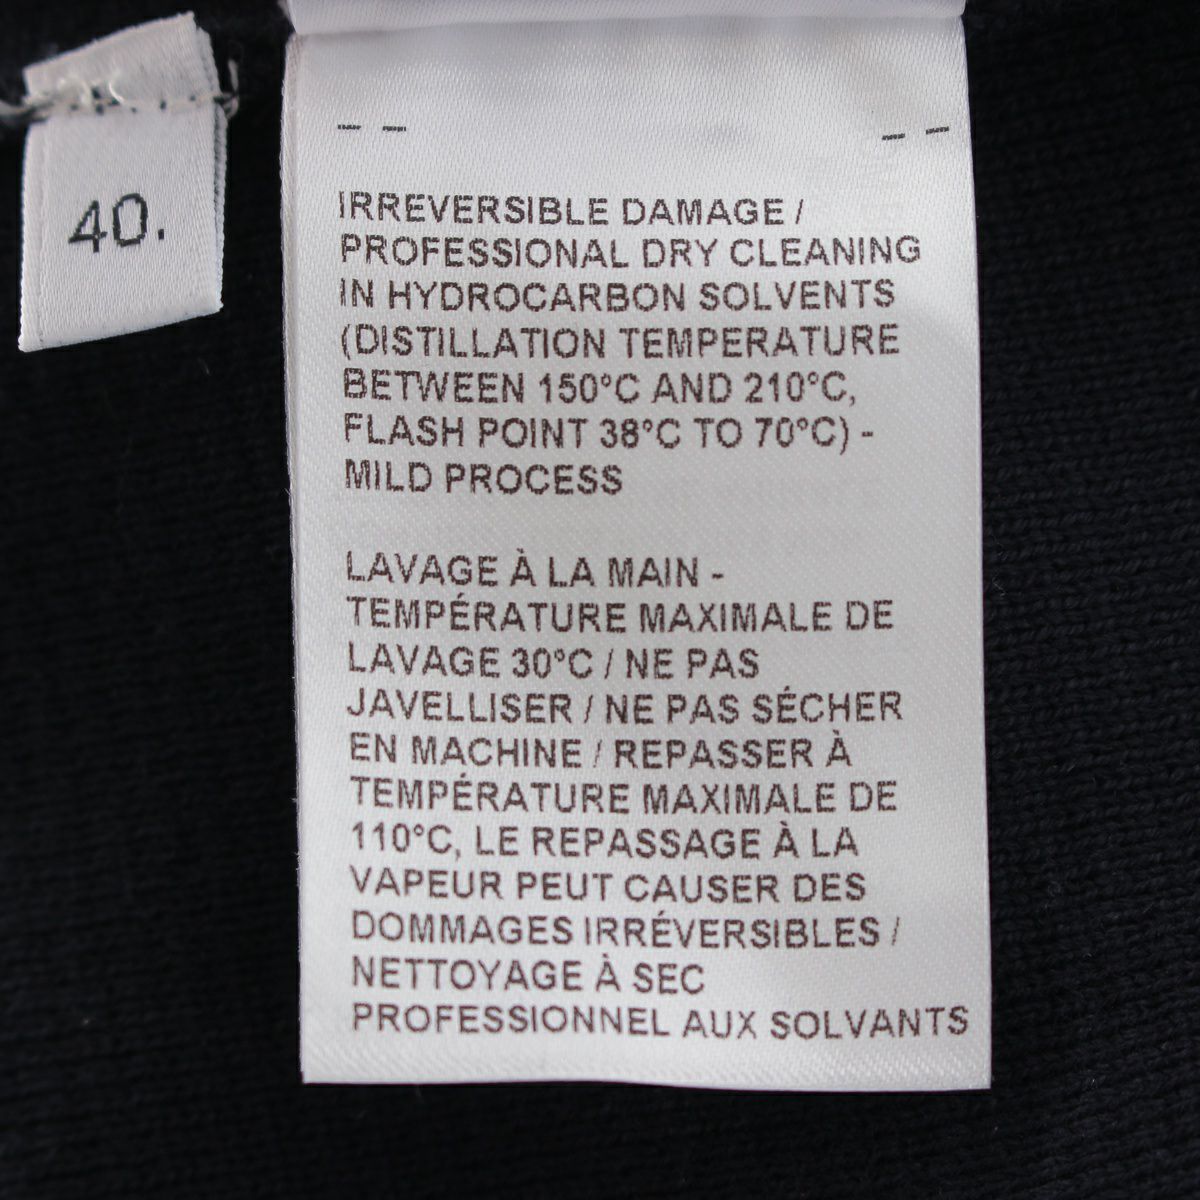 40.
IRREVERSIBLE DAMAGE /
PROFESSIONAL DRY CLEANING
IN HYDROCARBON SOLVENTS
(DISTILLATION TEMPERATURE
BETWEEN 150°C AND 210°C,
FLASH POINT 38°C TO 70°C) -
MILD PROCESS
LAVAGE À LA MAIN -
TEMPÉRATURE MAXIMALE DE
LAVAGE 30°C / NE PAS
JAVELLISER / NE PAS SÉCHER
EN MACHINE / REPASSER À
TEMPÉRATURE MAXIMALE DE
110°C, LE REPASSAGE À LA
VAPEUR PEUT CAUSER DES
DOMMAGES IRRÉVERSIBLES /
NETTOYAGE À SEC
PROFESSIONNEL AUX SOLVANTS